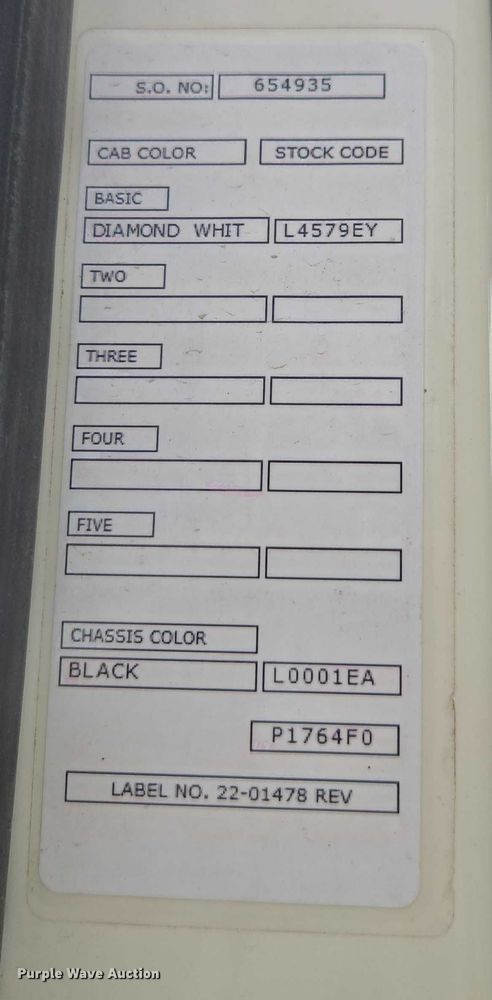 S.O. NO: 654935
CAB COLOR STOCK CODE
BASIC
DIAMOND WHIT L4579EY
TWO
THREE
FOUR
FIVE
CHASSIS COLOR
BLACK L0001EA
P1764F0
LABEL NO. 22-01478 REV
Purple Wave Auction